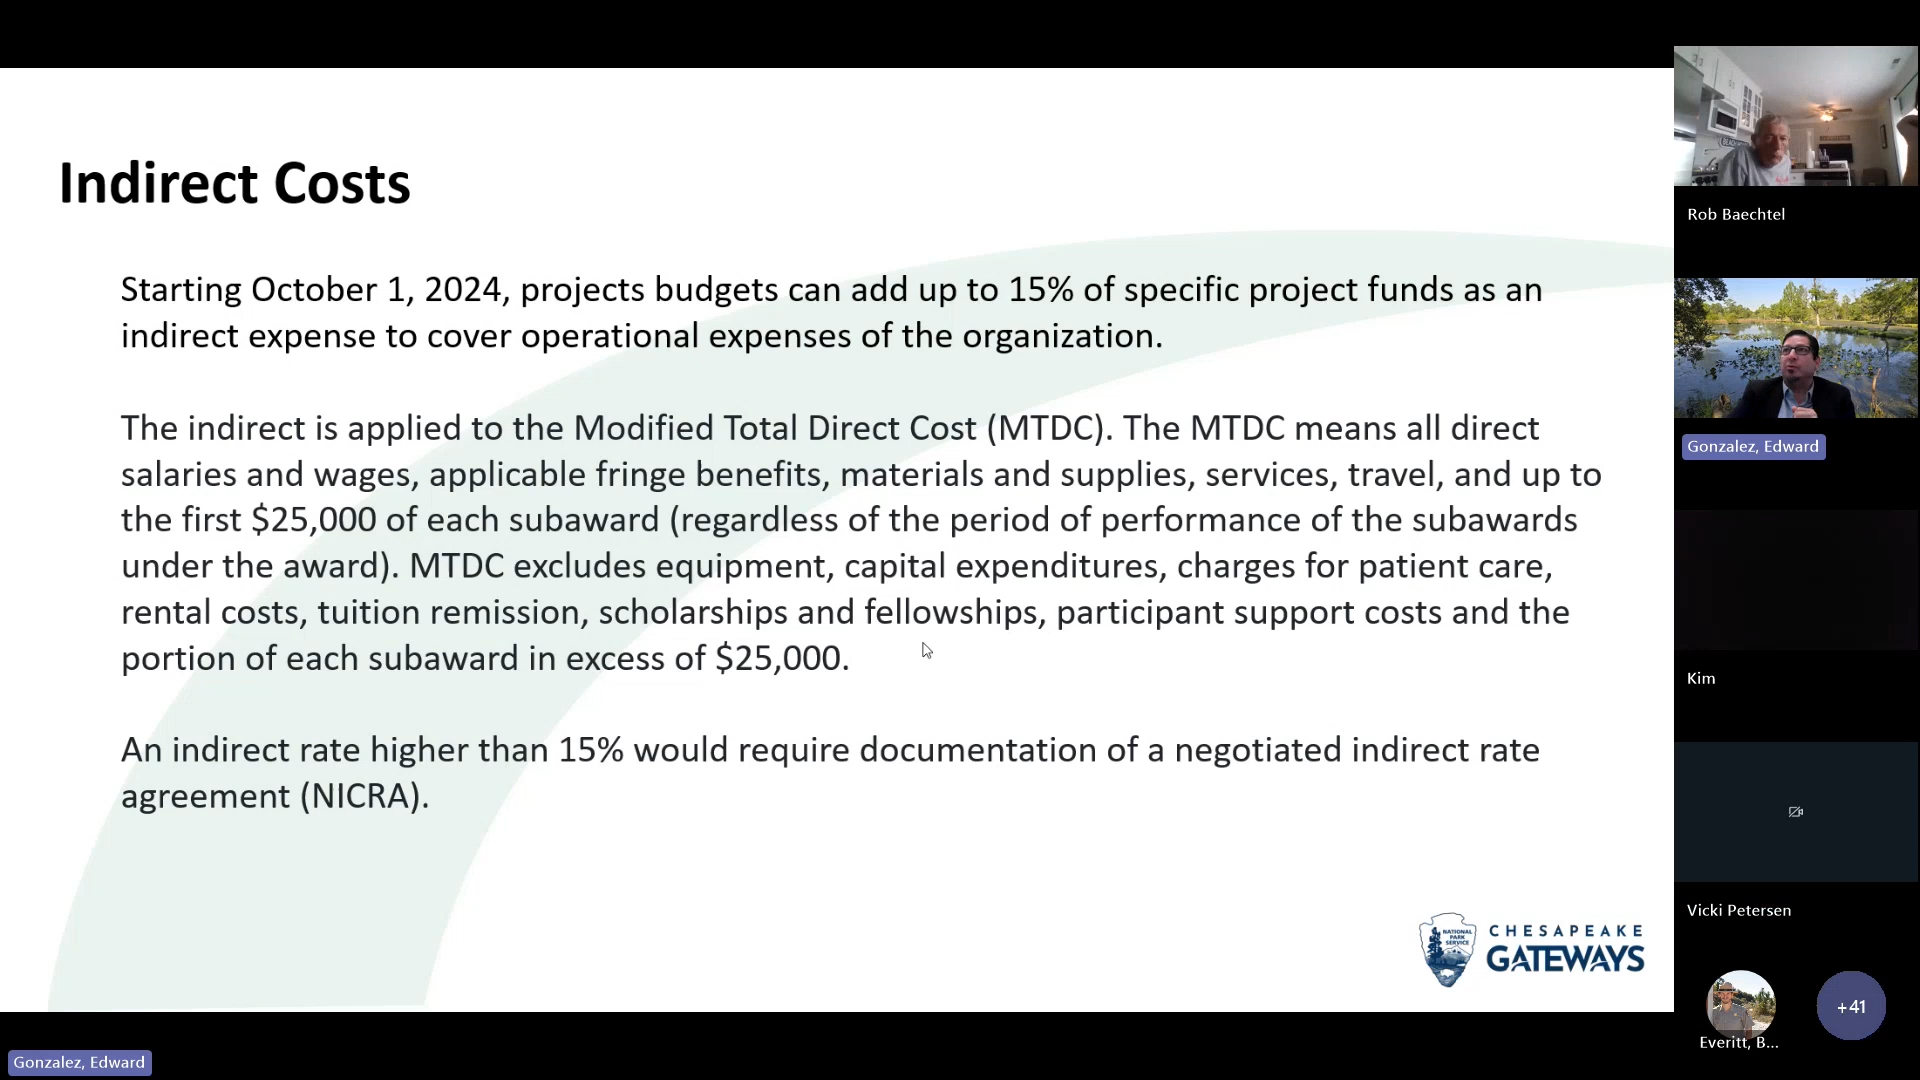 Indirect Costs
Starting October 1, 2024, projects budgets can add up to 15% of specific project funds as an
indirect expense to cover operational expenses of the organization.
The indirect is applied to the Modified Total Direct Cost (MTDC). The MTDC means all direct
salaries and wages, applicable fringe benefits, materials and supplies, services, travel, and up to
the first $25,000 of each subaward (regardless of the period of performance of the subawards
under the award). MTDC excludes equipment, capital expenditures, charges for patient care,
rental costs, tuition remission, scholarships and fellowships, participant support costs and the
portion of each subaward in excess of $25,000.
An indirect rate higher than 15% would require documentation of a negotiated indirect rate
agreement (NICRA).
NATIONAL
PARK
SERVICE
CHESAPEAKE
GATEWAYS
Gonzalez, Edward
Rob Baechtel
Gonzalez, Edward
Kim
Vicki Petersen
Everitt, B...
+41